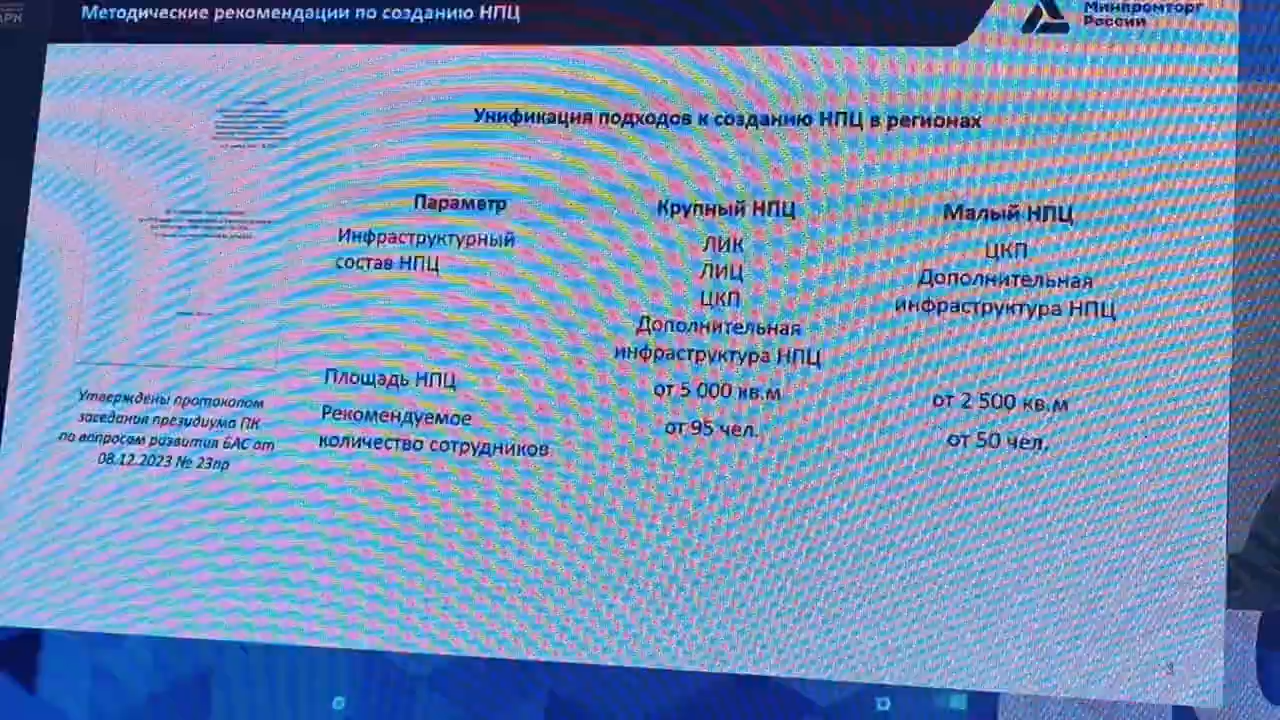 Методические рекомендации по созданию НПЦ
Минпромторг
России
Унификация подходов к созданию НПЦ в регионах
Параметр
Крупный НПЦ
Малый НПЦ
Инфраструктурный
состав НПЦ
ЛИК
ЛИЦ
ЦКП
Дополнительная
инфраструктура НПЦ
ЦКП
Дополнительная
инфраструктура НПЦ
Площадь НПЦ
от 5 000 кв.м
от 2 500 кв.м
Рекомендуемое
количество сотрудников
от 95 чел.
от 50 чел.
Утверждены протоколом
заседания президиума ПК
по вопросам развития БАС от
08.12.2023 № 23пр
3